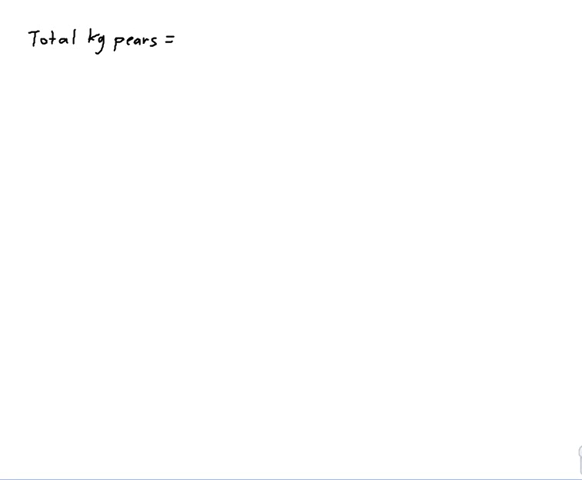 Total kg pears =